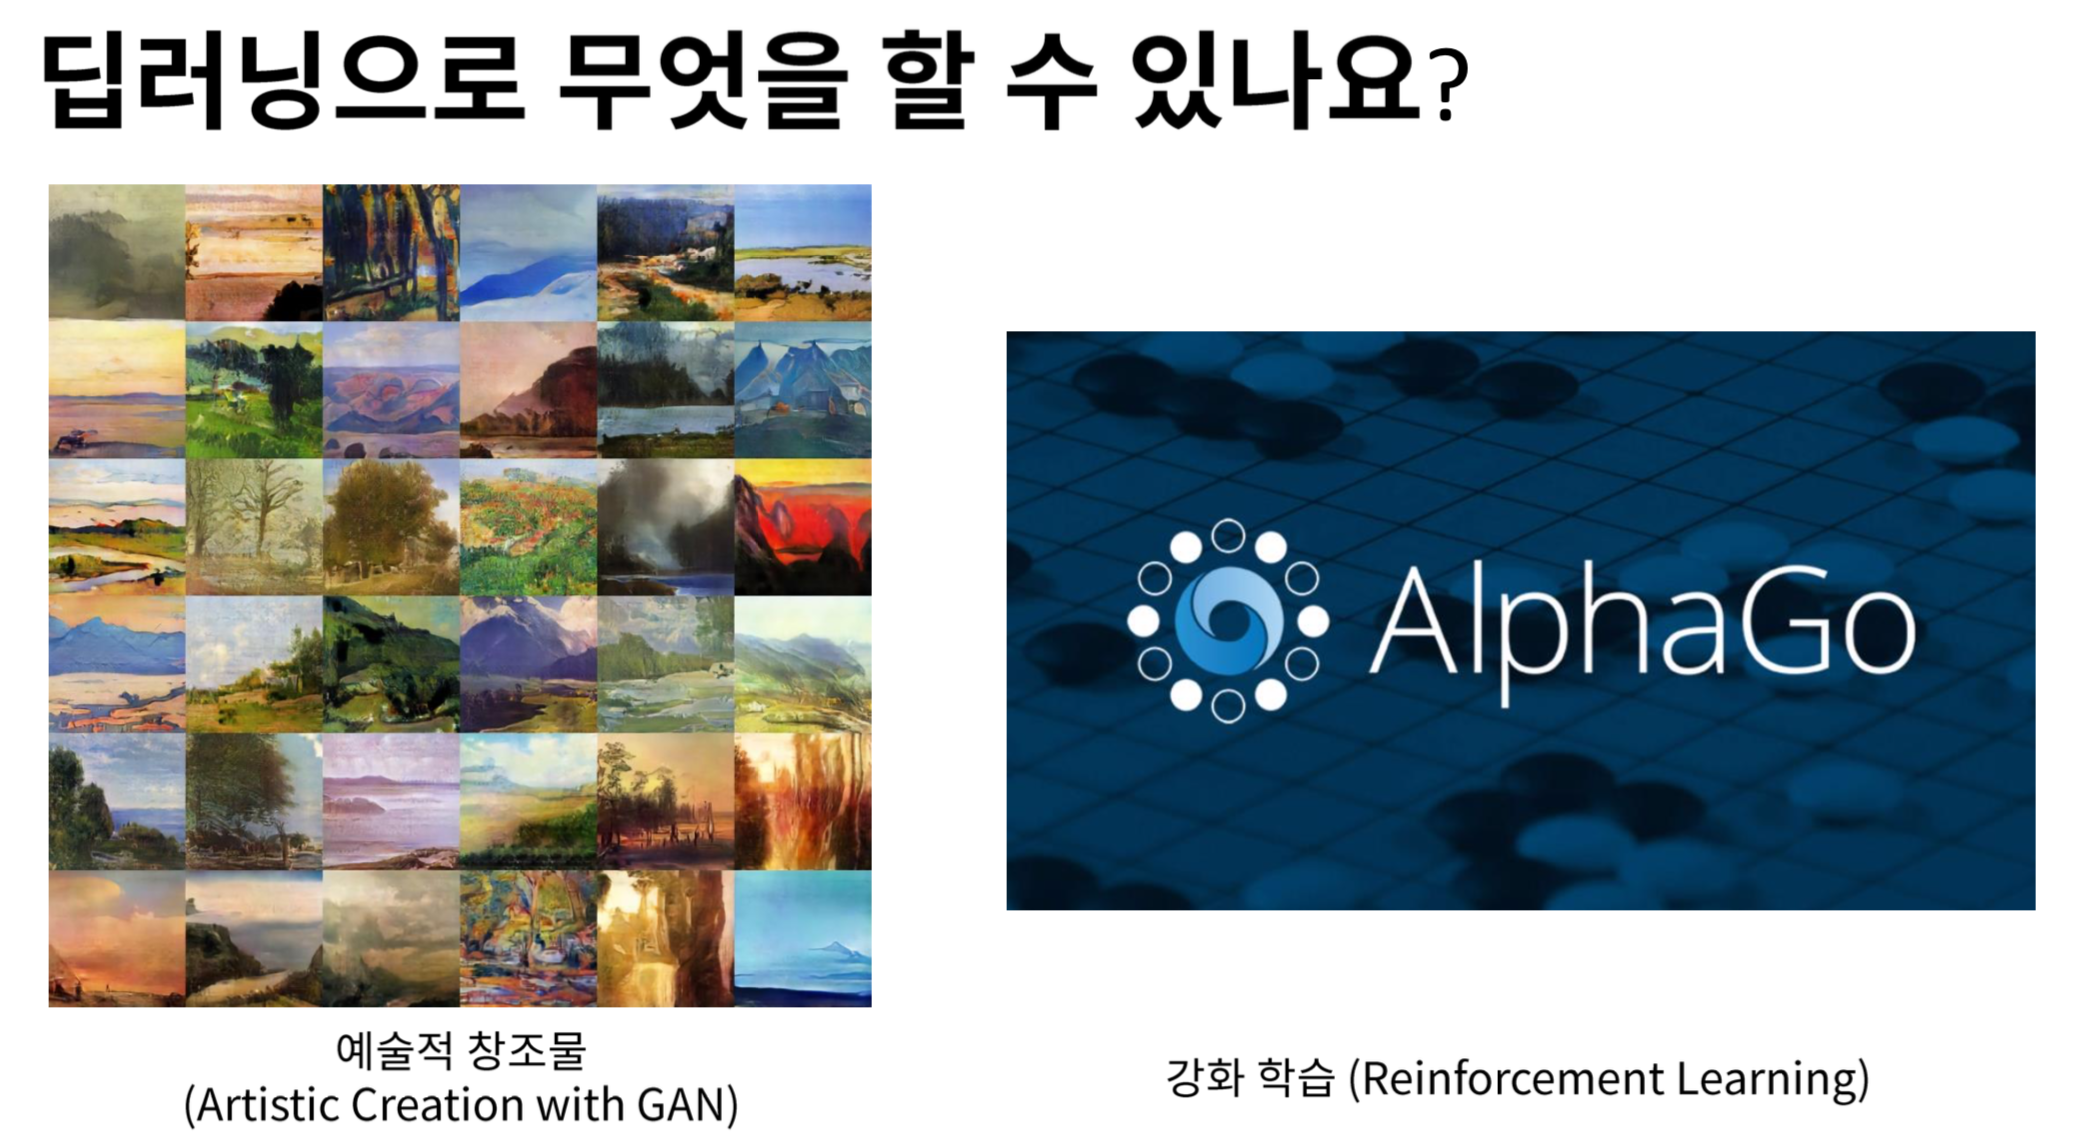 딥러닝으로 무엇을 할 수 있나요?
예술적 창조물
(Artistic Creation with GAN)
AlphaGo
강화 학습 (Reinforcement Learning)